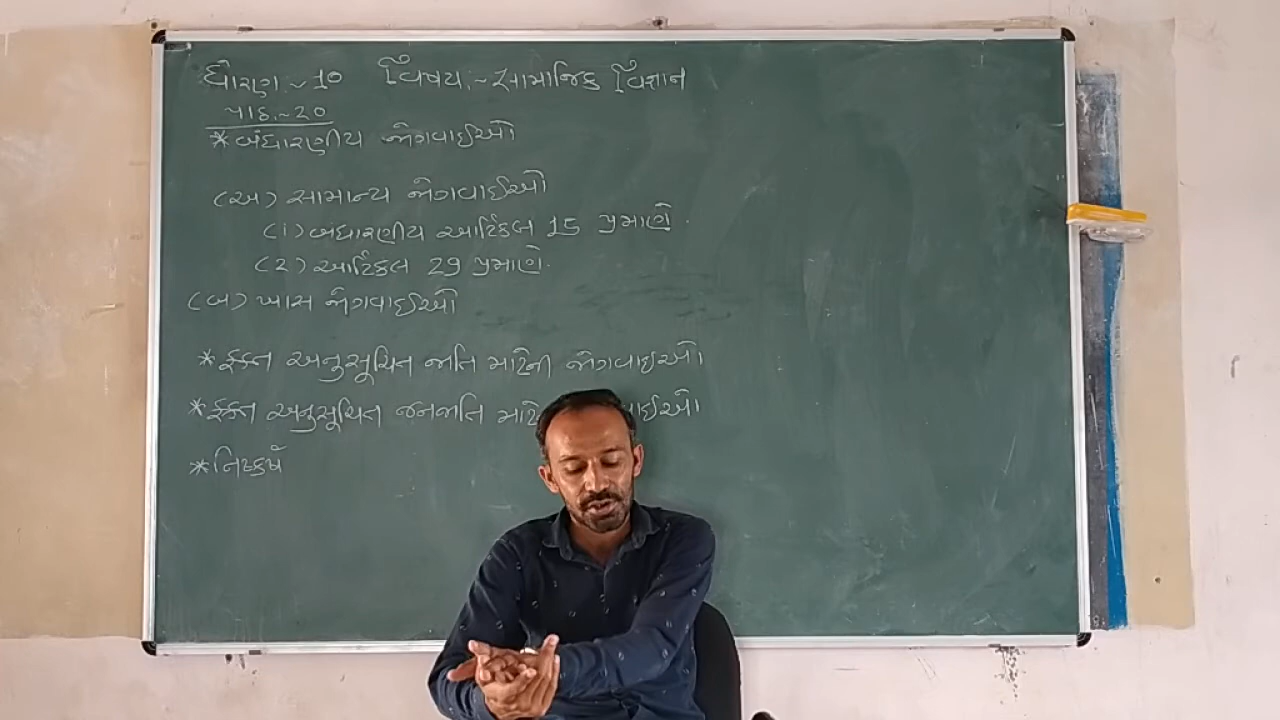 ધોરણ ~ 10 વિષય :~ સામાજિક વિજ્ઞાન
પાઠ :~ 20
* બંધારણીય જોગવાઈઓ
(અ) સામાન્ય જોગવાઈઓ
(1) બંધારણીય આર્ટિકલ 15 પ્રમાણે.
(2) આર્ટિકલ 29 પ્રમાણે.
(બ) ખાસ જોગવાઈઓ
* ફક્ત અનુસૂચિત જાતિ માટેની જોગવાઇઓ
* ફક્ત અનુસૂચિત જનજાતિ માટે વાઈઓ
* નિષ્કર્ષ